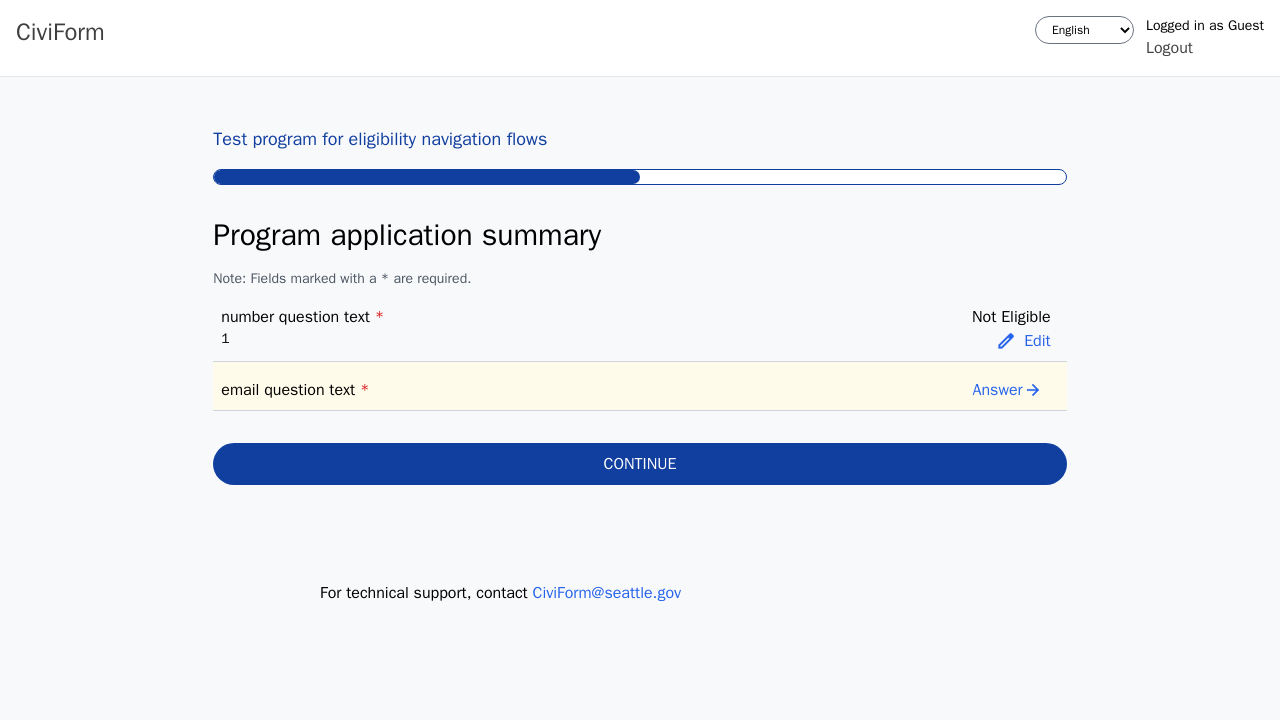 CiviForm
English
Logged in as Guest
Logout
Test program for eligibility navigation flows
Program application summary
Note: Fields marked with a * are required.
number question text *
Not Eligible
1
Edit
email question text *
Answer
CONTINUE
For technical support, contact CiviForm@seattle.gov